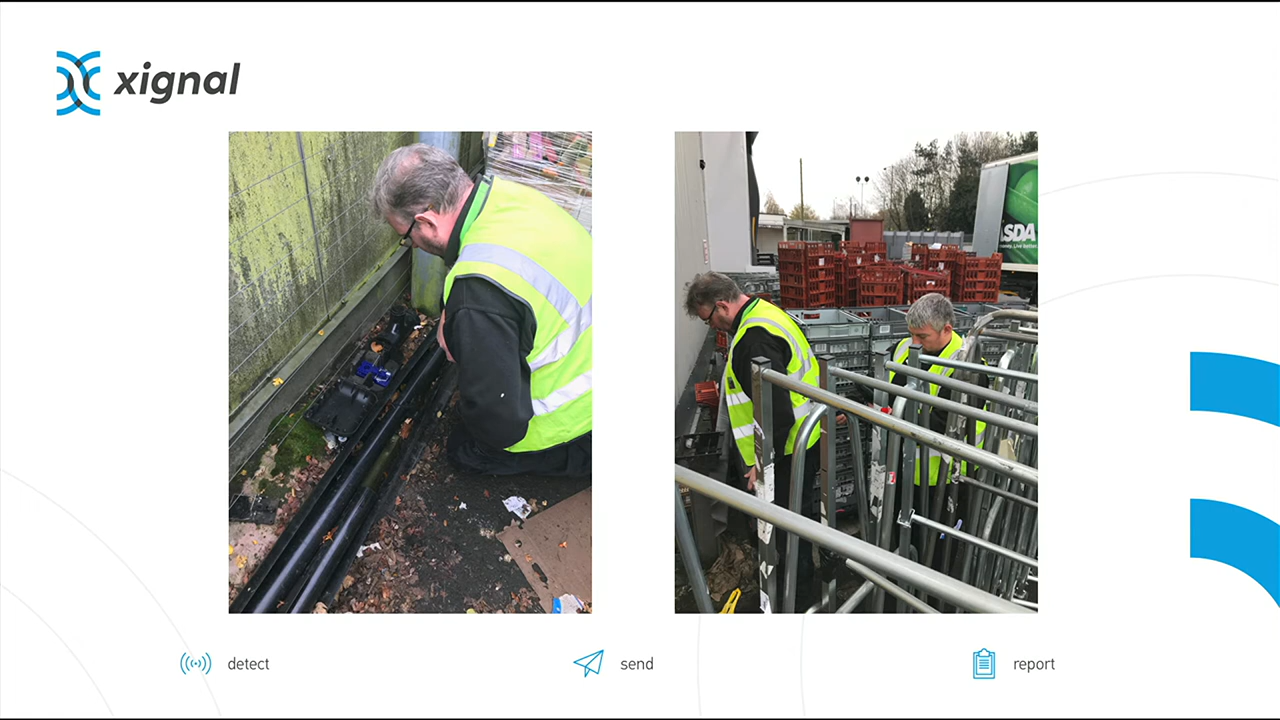 xignal
SDA
detect
send
report